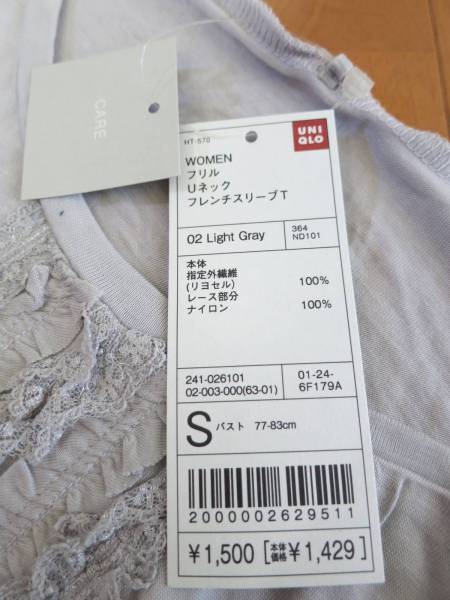 CARE
HT-570
UNI
QLO
WOMEN
フリル
Uネック
フレンチスリーブT
02 Light Gray
364
ND101
本体
指定外繊維
(リヨセル) 100%
レース部分
ナイロン 100%
241-026101
02-003-000(63-01)
01-24-
6F179A
S バスト 77-83cm
2000002629511
¥1,500 [本体価格¥1,429]